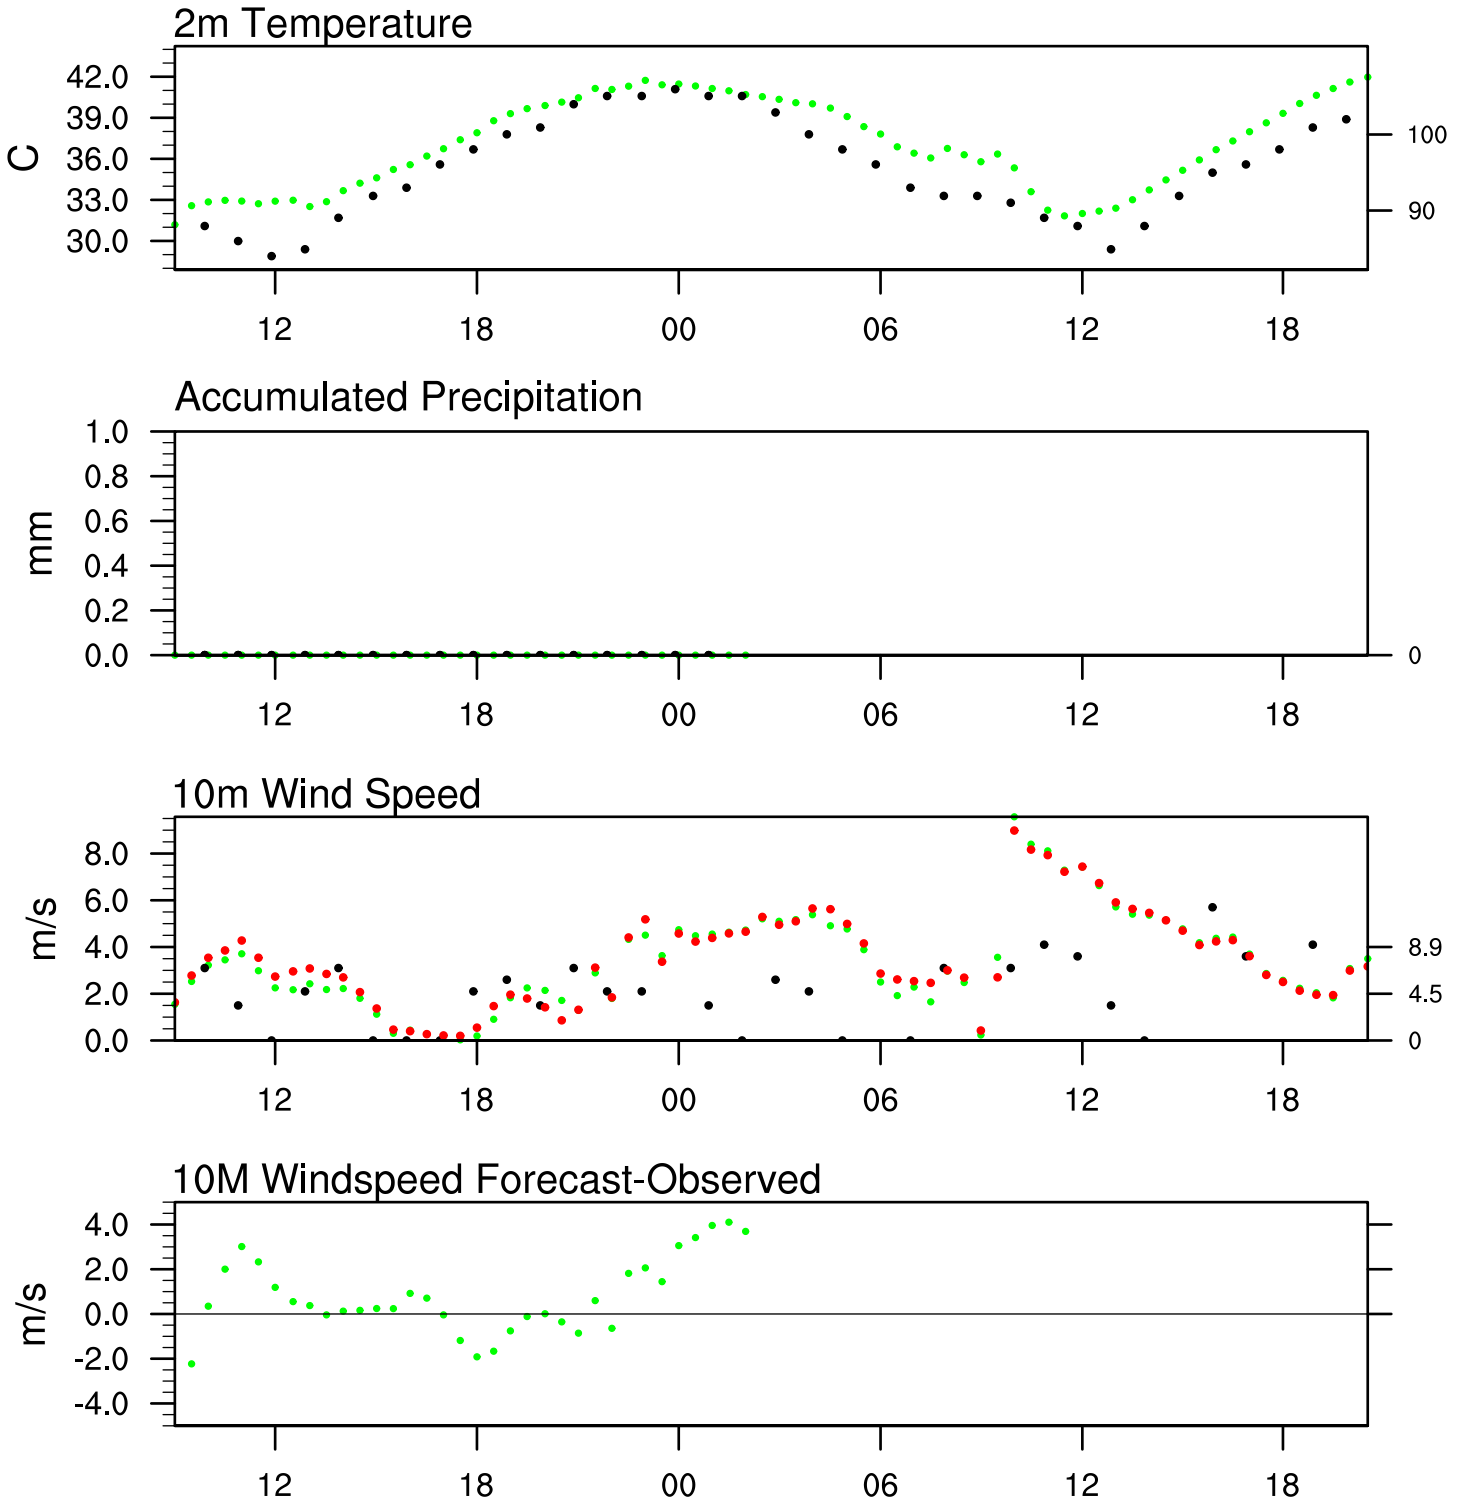 2m Temperature
42.0
39.0
36.0
33.0
30.0
C
100
90
12 18 00 06 12 18
Accumulated Precipitation
1.0
0.8
0.6
0.4
0.2
0.0
mm
0
12 18 00 06 12 18
10m Wind Speed
8.0
6.0
4.0
2.0
0.0
m/s
8.9
4.5
0
12 18 00 06 12 18
10M Windspeed Forecast-Observed
4.0
2.0
0.0
-2.0
-4.0
m/s
12 18 00 06 12 18